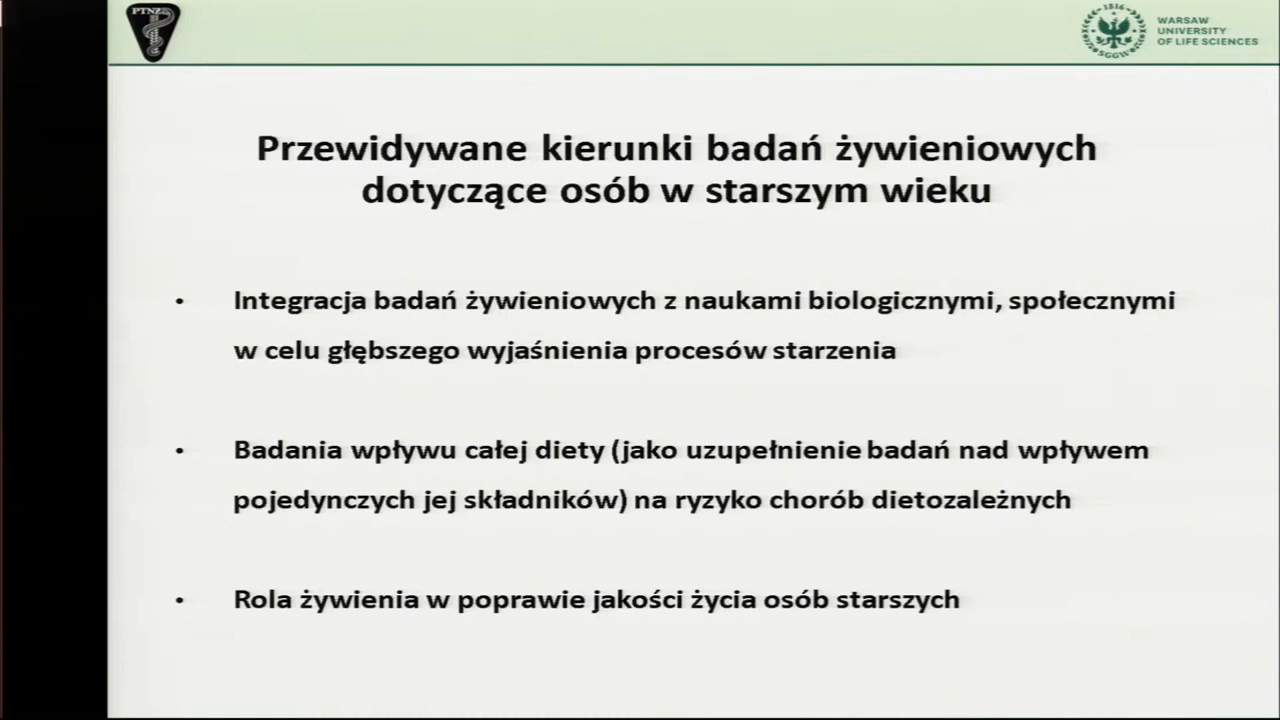 PTNŻ
1816
SGGW
WARSAW
UNIVERSITY
OF LIFE SCIENCES
Przewidywane kierunki badań żywieniowych
dotyczące osób w starszym wieku
• Integracja badań żywieniowych z naukami biologicznymi, społecznymi
w celu głębszego wyjaśnienia procesów starzenia
• Badania wpływu całej diety (jako uzupełnienie badań nad wpływem
pojedynczych jej składników) na ryzyko chorób dietozależnych
• Rola żywienia w poprawie jakości życia osób starszych